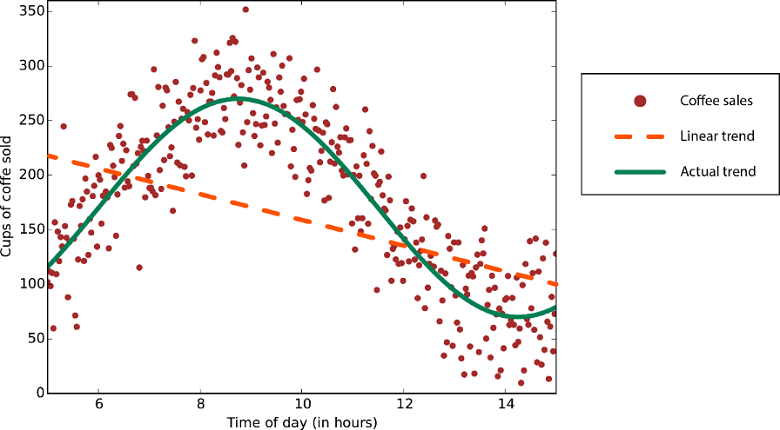 350
300
250
200
150
100
50
0
6
8
10
12
14
Cups of coffe sold
Time of day (in hours)
Coffee sales
Linear trend
Actual trend